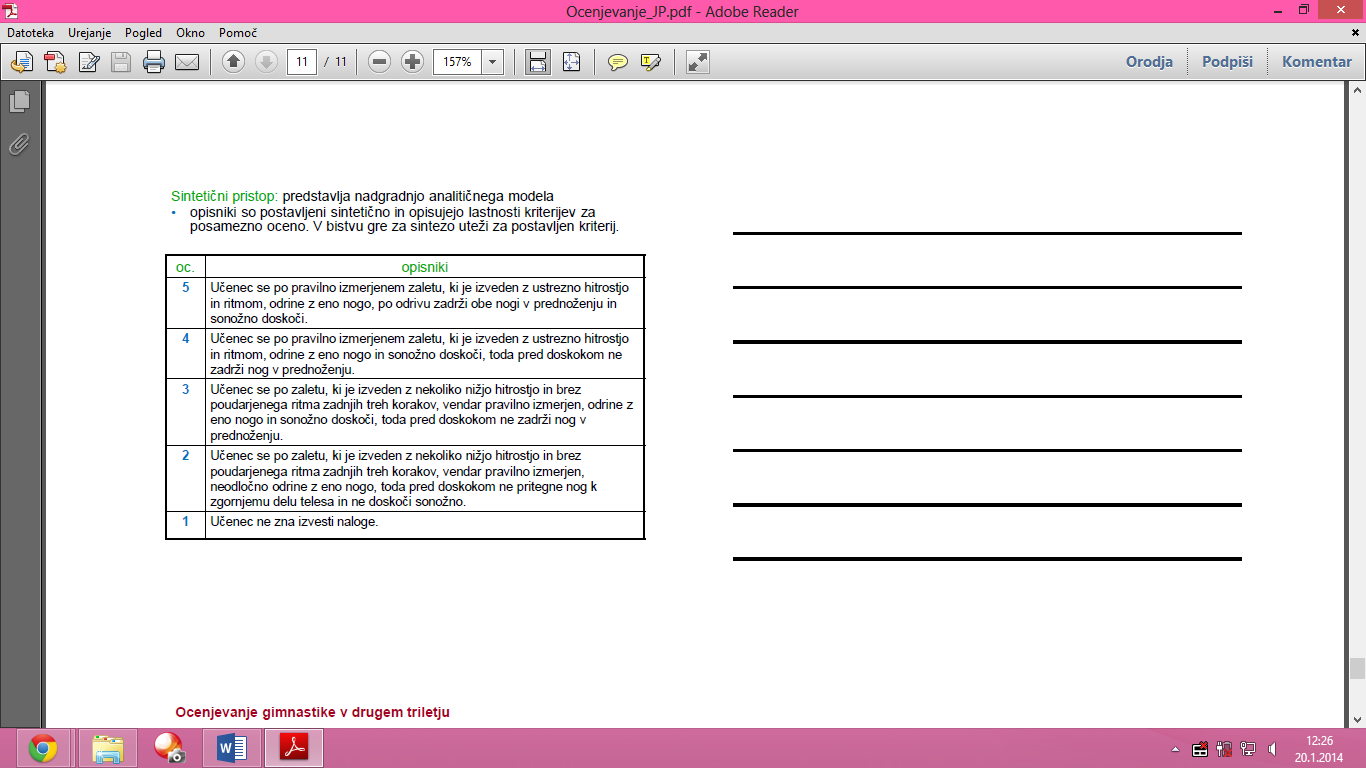 Ocenjevanje_JP.pdf - Adobe Reader
Datoteka Urejanje Pogled Okno Pomoč
11 / 11 157% Orodja Podpiši Komentar
Sintetični pristop: predstavlja nadgradnjo analitičnega modela
• opisniki so postavljeni sintetično in opisujejo lastnosti kriterijev za
posamezno oceno. V bistvu gre za sintezo uteži za postavljen kriterij.
oc. opisniki
5 Učenec se po pravilno izmerjenem zaletu, ki je izveden z ustrezno hitrostjo
in ritmom, odrine z eno nogo, po odrivu zadrži obe nogi v prednoženju in
sonožno doskoči.
4 Učenec se po pravilno izmerjenem zaletu, ki je izveden z ustrezno hitrostjo
in ritmom, odrine z eno nogo in sonožno doskoči, toda pred doskokom ne
zadrži nog v prednoženju.
3 Učenec se po zaletu, ki je izveden z nekoliko nižjo hitrostjo in brez
poudarjenega ritma zadnjih treh korakov, vendar pravilno izmerjen, odrine z
eno nogo in sonožno doskoči, toda pred doskokom ne zadrži nog v
prednoženju.
2 Učenec se po zaletu, ki je izveden z nekoliko nižjo hitrostjo in brez
poudarjenega ritma zadnjih treh korakov, vendar pravilno izmerjen,
neodločno odrine z eno nogo, toda pred doskokom ne pritegne nog k
zgornjemu delu telesa in ne doskoči sonožno.
1 Učenec ne zna izvesti naloge.
Ocenjevanje gimnastike v drugem triletju
12:26
20.1.2014